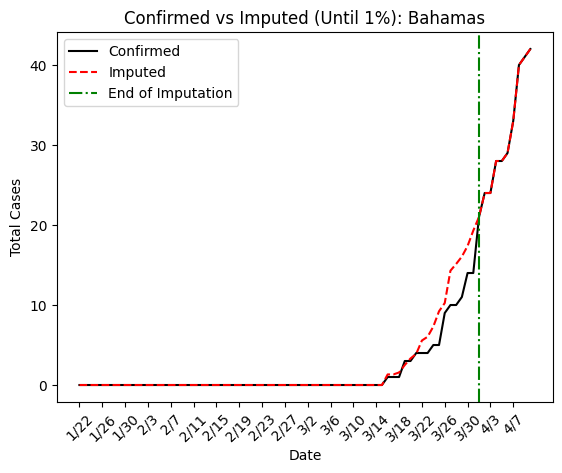 Confirmed vs Imputed (Until 1%): Bahamas
Confirmed
Imputed
End of Imputation
Total Cases
40
30
20
10
0
1/22 1/26 1/30 2/3 2/7 2/11 2/15 2/19 2/23 2/27 3/2 3/6 3/10 3/14 3/18 3/22 3/26 3/30 4/3 4/7
Date